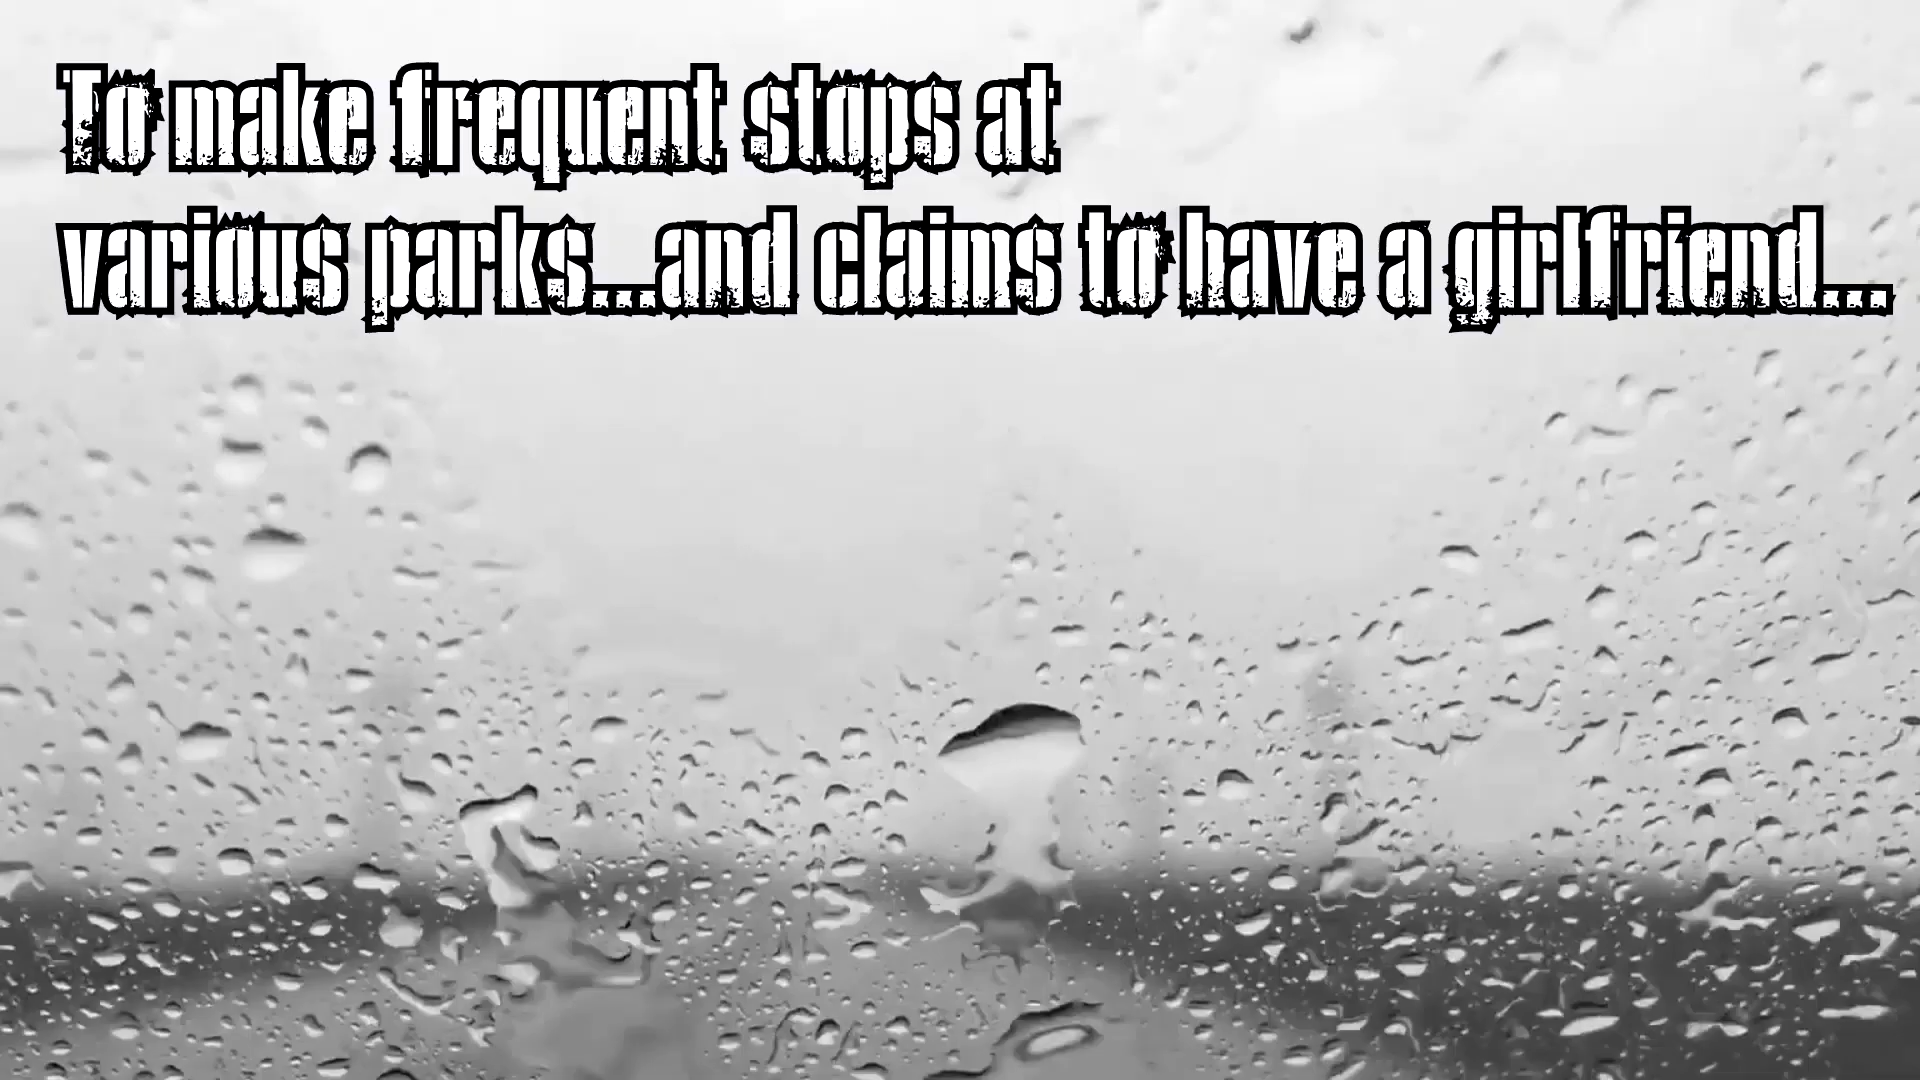 To make frequent stops at
various parks...and claims to have a girlfriend...